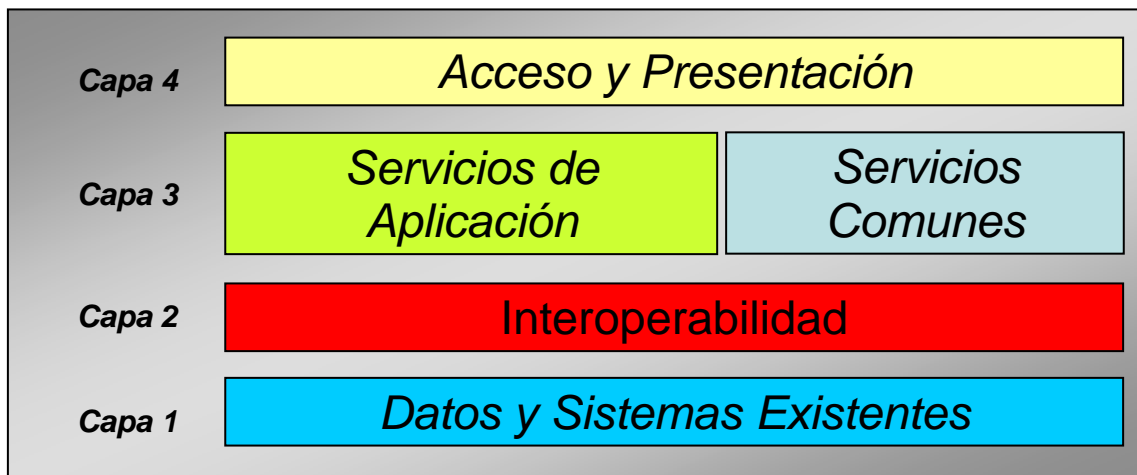 Capa 4
Acceso y Presentación
Capa 3
Servicios de
Aplicación
Servicios
Comunes
Capa 2
Interoperabilidad
Capa 1
Datos y Sistemas Existentes